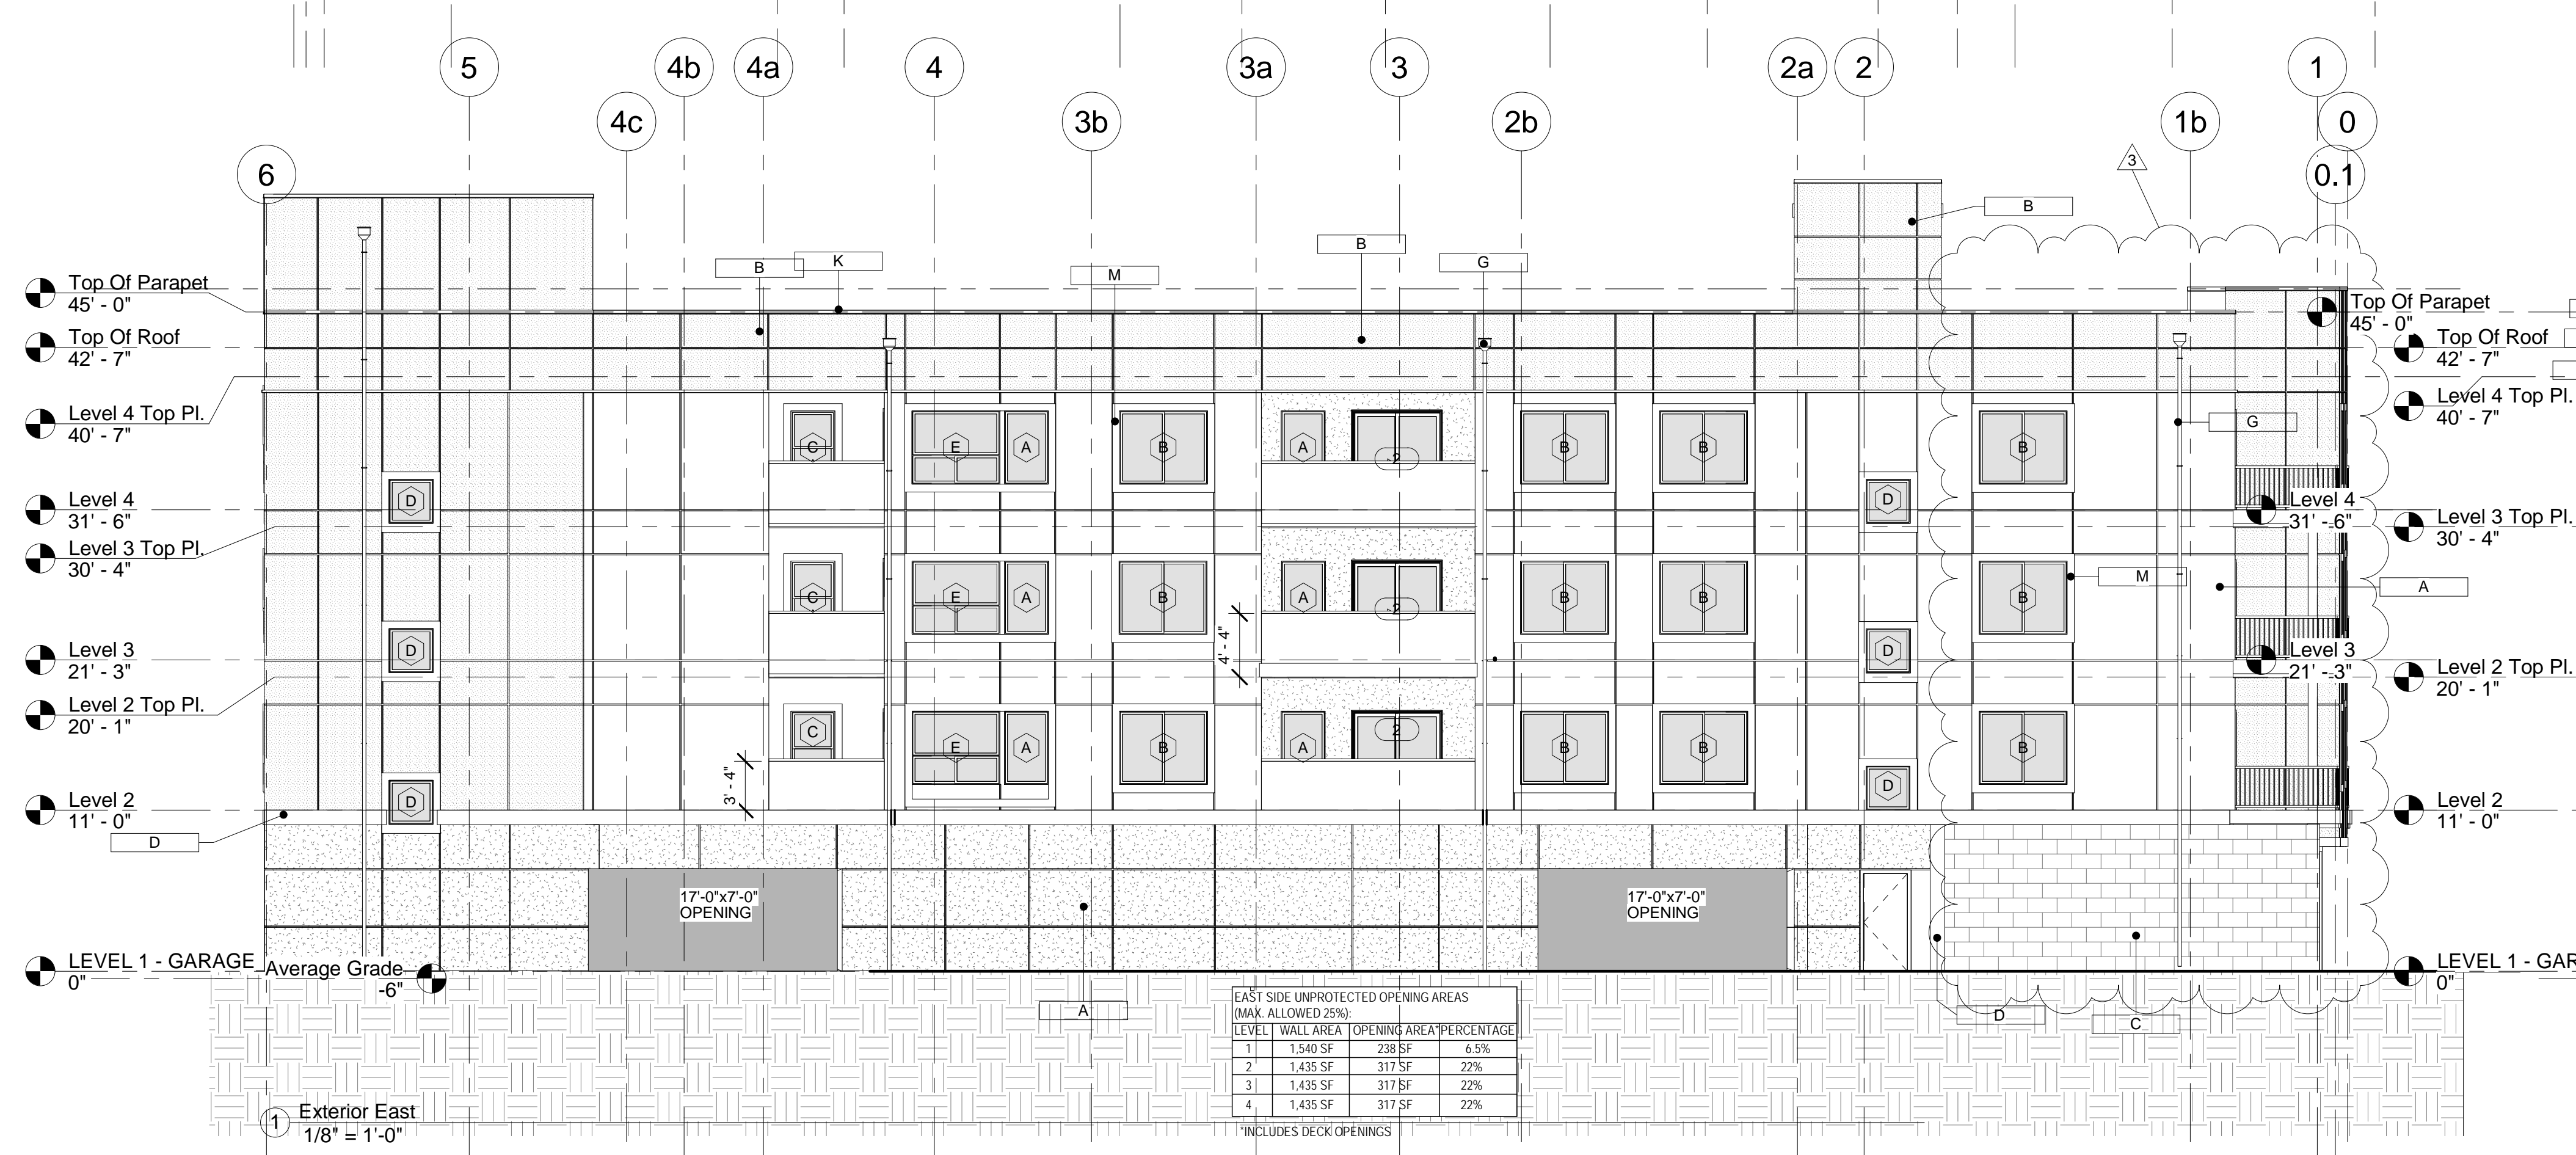 5
4b
4a
4
3a
3
2a
2
1
4c
3b
2b
1b
0
6
0.1
3
B
B
K
B
M
G
Top Of Parapet
45' - 0"
Top Of Roof
42' - 7"
Level 4 Top Pl.
40' - 7"
Level 4
31' - 6"
Level 3 Top Pl.
30' - 4"
Level 3
21' - 3"
Level 2 Top Pl.
20' - 1"
Level 2
11' - 0"
D
LEVEL 1 - GARAGE
0"
Average Grade
-6"
Top Of Parapet
45' - 0"
Top Of Roof
42' - 7"
Level 4 Top Pl.
40' - 7"
G
Level 4
31' - 6"
Level 3 Top Pl.
30' - 4"
M
A
Level 3
21' - 3"
Level 2 Top Pl.
20' - 1"
Level 2
11' - 0"
LEVEL 1 - GAR
0"
C
E
A
B
A
2
B
B
B
D
D
C
E
A
B
A
2
B
B
B
D
D
4' - 4"
C
E
A
B
A
2
B
B
B
D
D
3' - 4"
17'-0"x7'-0"
OPENING
17'-0"x7'-0"
OPENING
A
D
C
EAST SIDE UNPROTECTED OPENING AREAS
(MAX. ALLOWED 25%):
LEVEL WALL AREA OPENING AREA* PERCENTAGE
1 1,540 SF 238 SF 6.5%
2 1,435 SF 317 SF 22%
3 1,435 SF 317 SF 22%
4 1,435 SF 317 SF 22%
*INCLUDES DECK OPENINGS
1
Exterior East
1/8" = 1'-0"